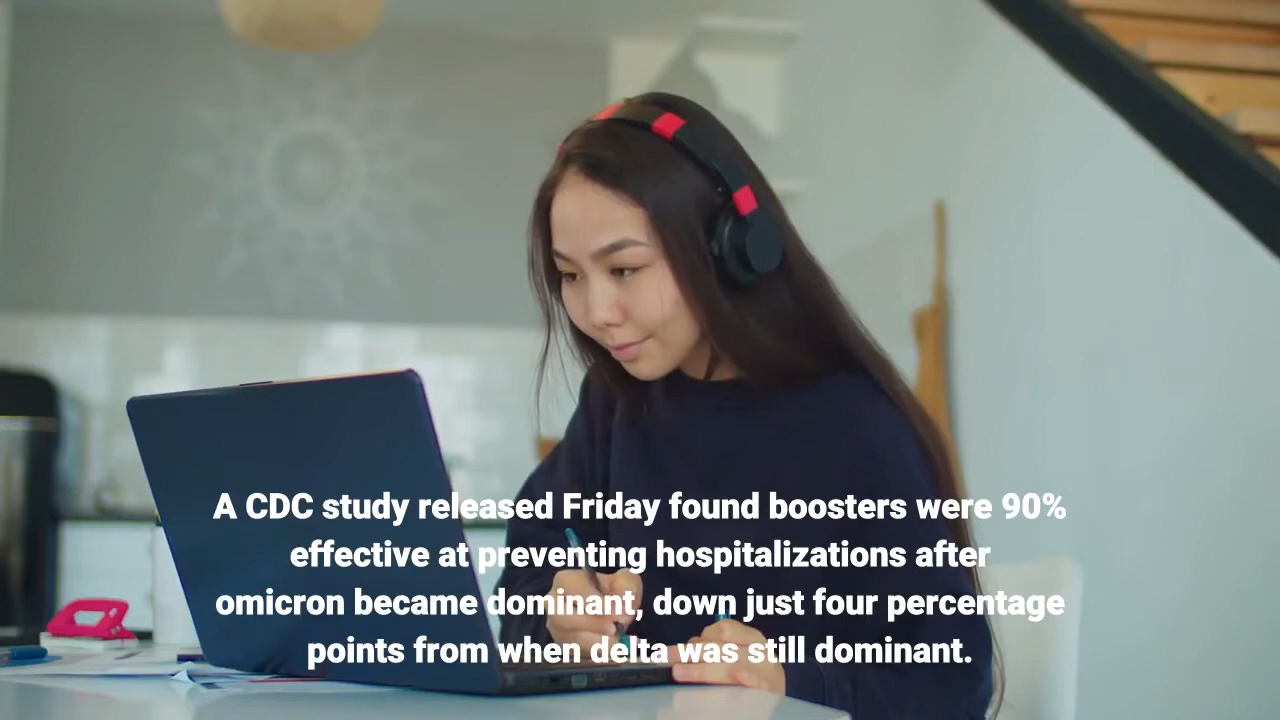 A CDC study released Friday found boosters were 90%
effective at preventing hospitalizations after
omicron became dominant, down just four percentage
points from when delta was still dominant.